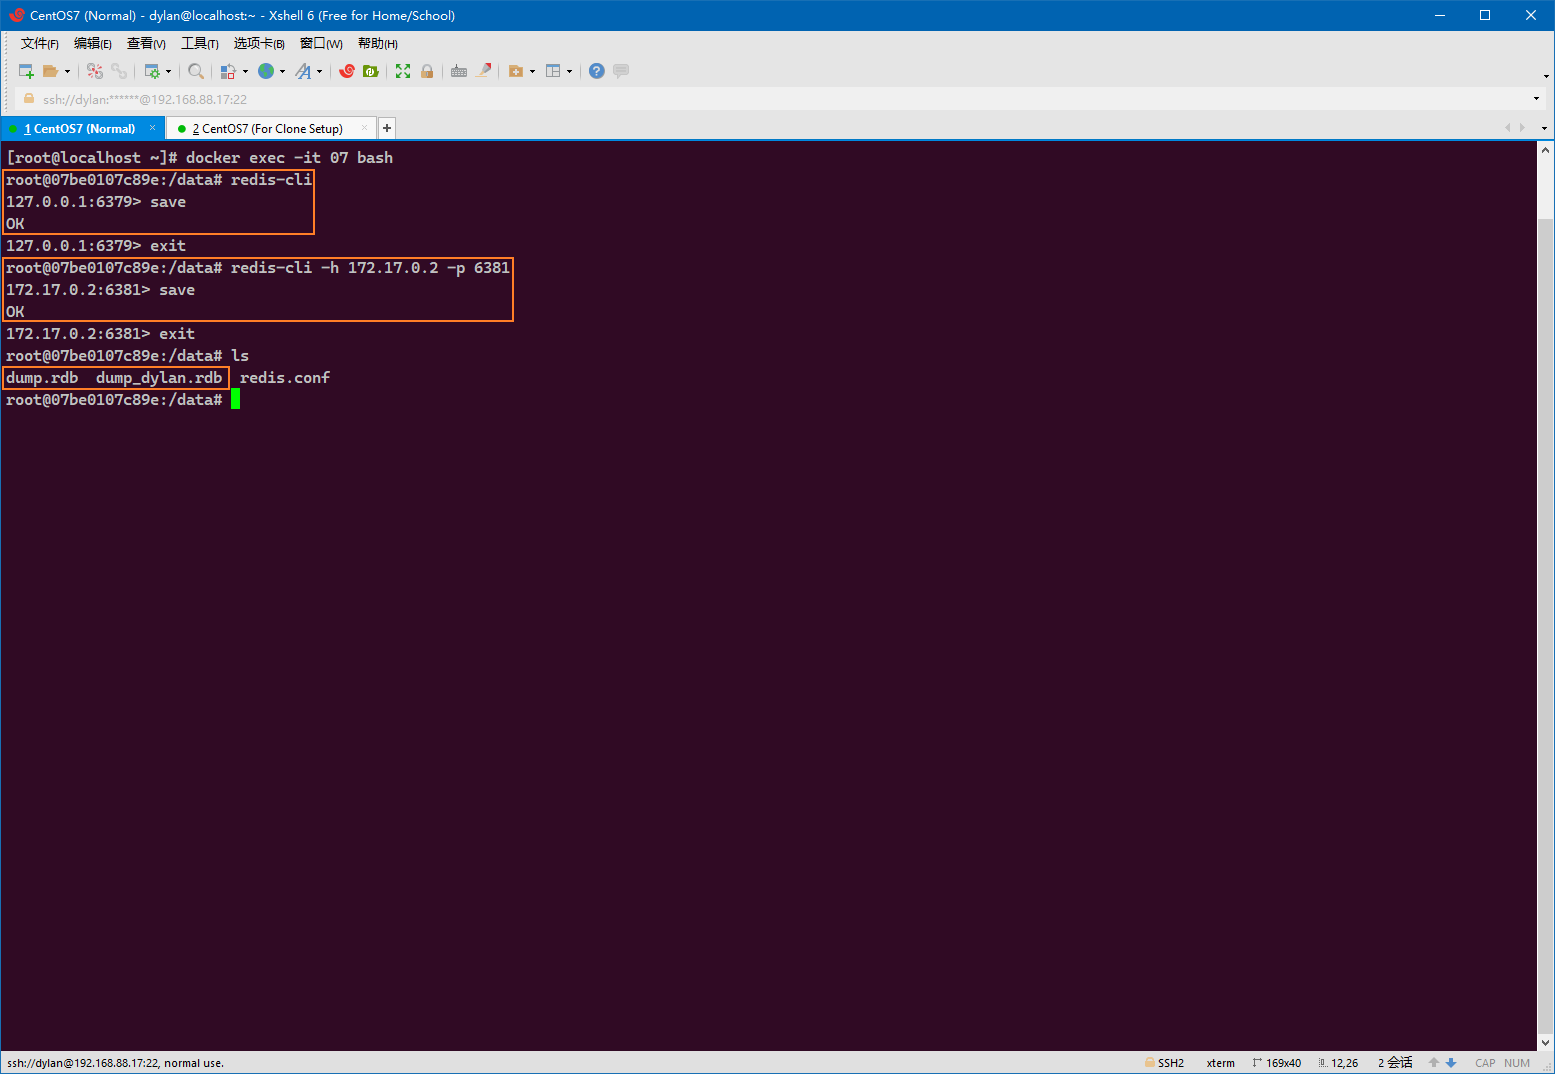 CentOS7 (Normal) - dylan@localhost:~ - Xshell 6 (Free for Home/School)
文件(F) 编辑(E) 查看(V) 工具(T) 选项卡(B) 窗口(W) 帮助(H)
ssh://dylan:******@192.168.88.17:22
1 CentOS7 (Normal) × 2 CentOS7 (For Clone Setup) × +
[root@localhost ~]# docker exec -it 07 bash
root@07be0107c89e:/data# redis-cli
127.0.0.1:6379> save
OK
127.0.0.1:6379> exit
root@07be0107c89e:/data# redis-cli -h 172.17.0.2 -p 6381
172.17.0.2:6381> save
OK
172.17.0.2:6381> exit
root@07be0107c89e:/data# ls
dump.rdb  dump_dylan.rdb  redis.conf
root@07be0107c89e:/data#
ssh://dylan@192.168.88.17:22, normal use. SSH2 xterm 169x40 12,26 2 会话 CAP NUM